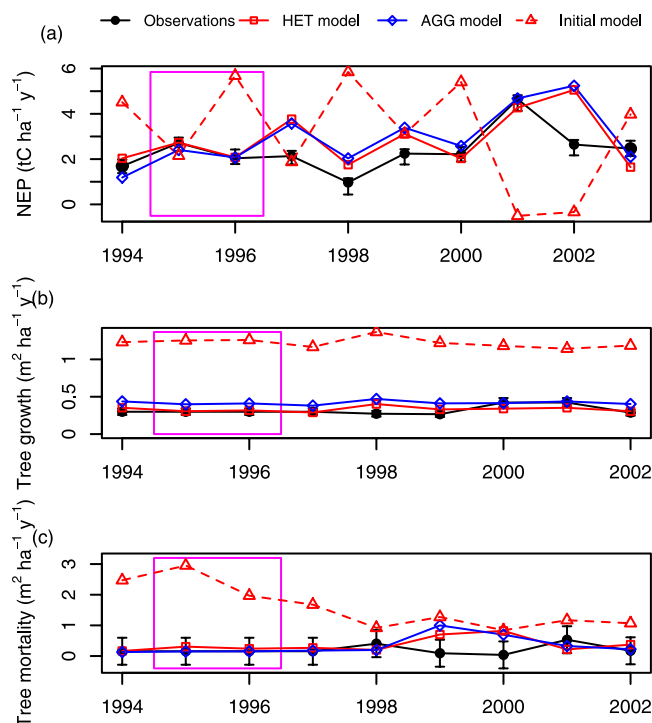 Observations HET model AGG model Initial model
(a)
NEP (tC ha⁻¹ y⁻¹)
6
4
2
0
1994 1996 1998 2000 2002
(b)
Tree growth (m² ha⁻¹ y⁻¹)
1
0.5
0
1994 1996 1998 2000 2002
(c)
Tree mortality (m² ha⁻¹ y⁻¹)
3
2
1
0
1994 1996 1998 2000 2002